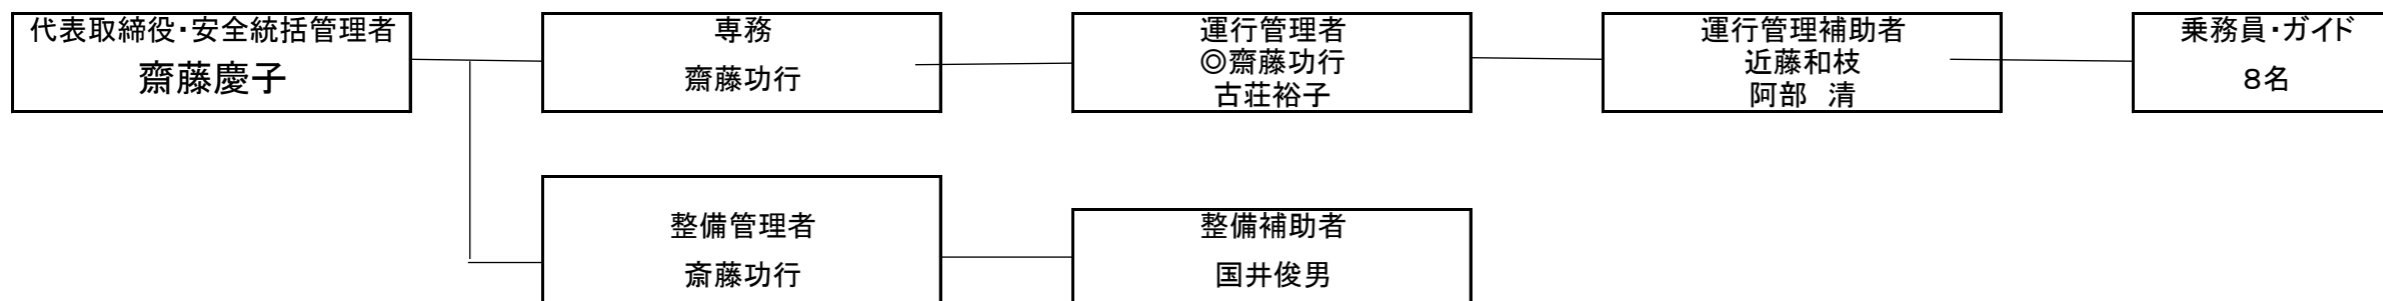 代表取締役・安全統括管理者
齋藤慶子
専務
齋藤功行
運行管理者
◎齋藤功行
古荘裕子
運行管理補助者
近藤和枝
阿部　清
乗務員・ガイド
８名
整備管理者
斎藤功行
整備補助者
国井俊男